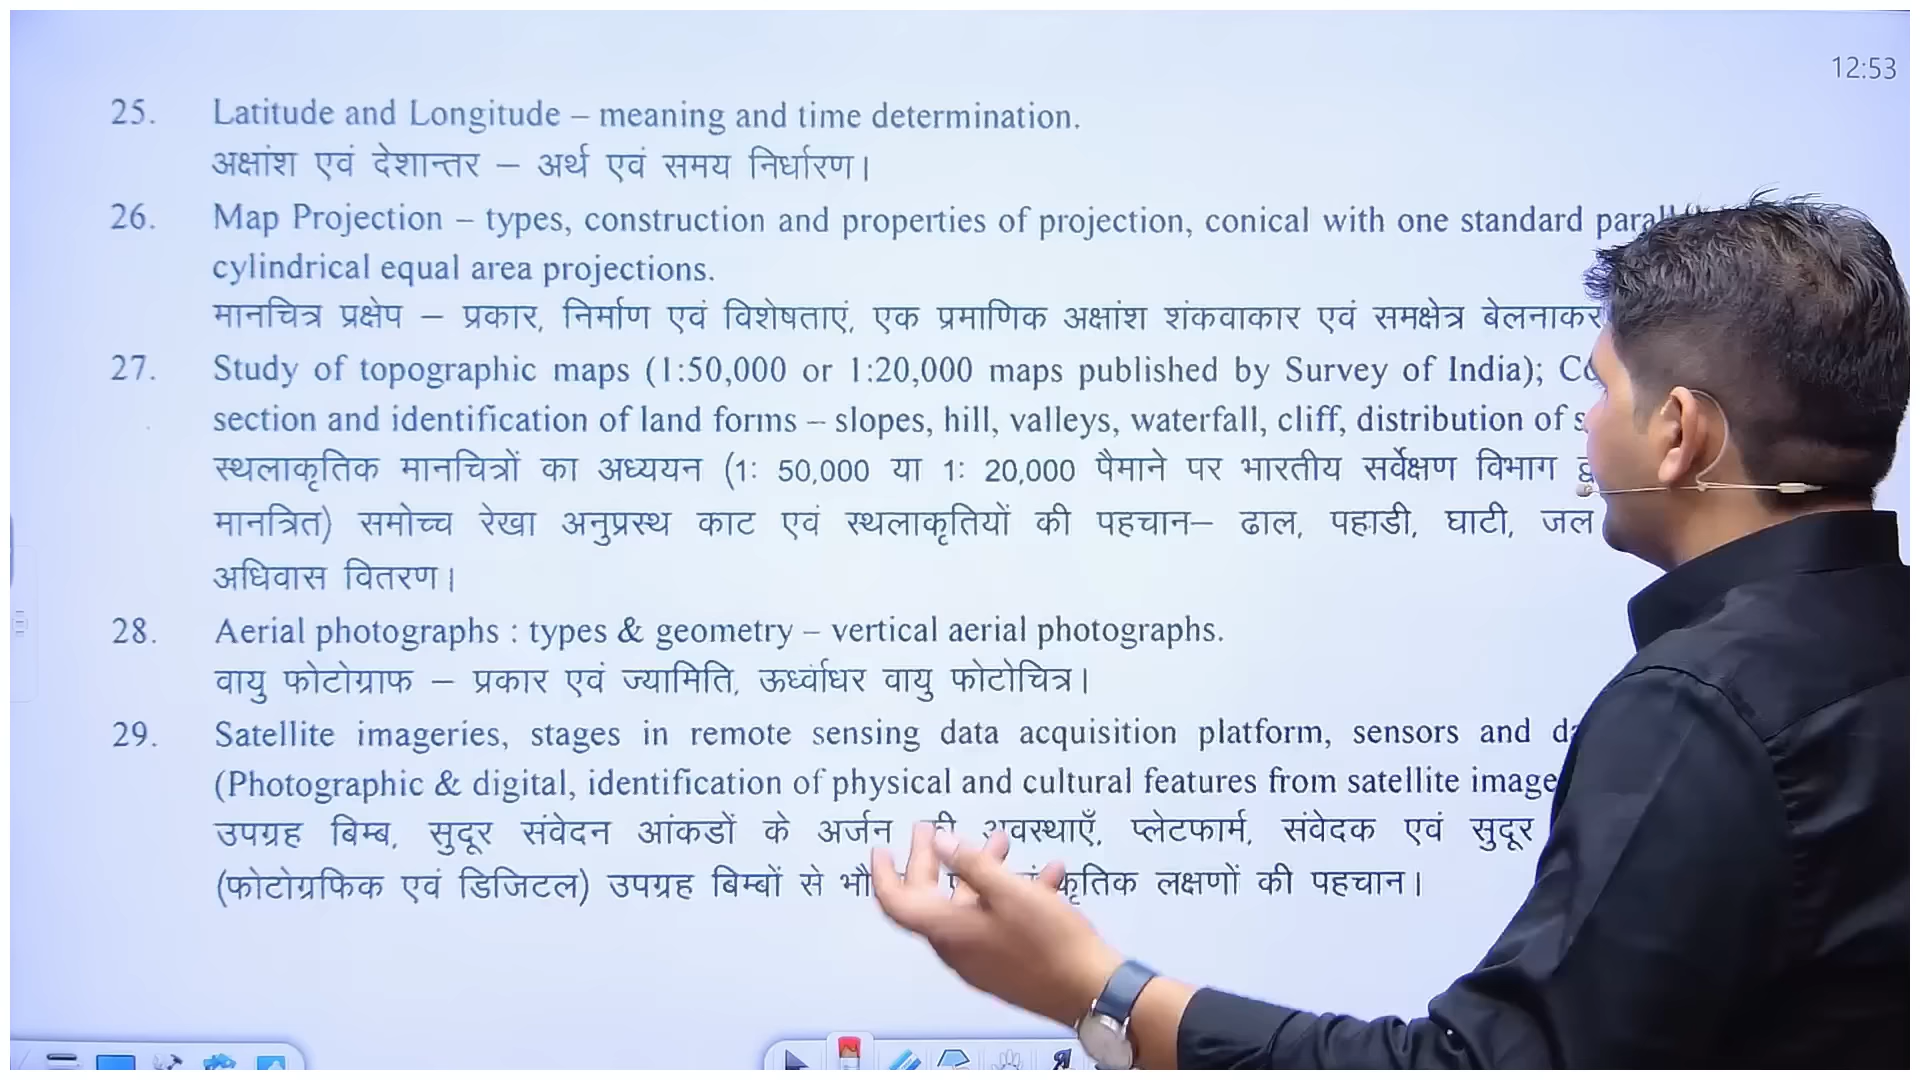 12:53
25. Latitude and Longitude – meaning and time determination.
अक्षांश एवं देशान्तर – अर्थ एवं समय निर्धारण।
26. Map Projection – types, construction and properties of projection, conical with one standard
cylindrical equal area projections.
मानचित्र प्रक्षेप – प्रकार, निर्माण एवं विशेषताएं, एक प्रमाणिक अक्षांश शंकवाकार एवं समक्षेत्र बेलनाकर
27. Study of topographic maps (1:50,000 or 1:20,000 maps published by Survey of India);
section and identification of land forms – slopes, hill, valleys, waterfall, cliff, distribution of
स्थलाकृतिक मानचित्रों का अध्ययन (1: 50,000 या 1: 20,000 पैमाने पर भारतीय सर्वेक्षण विभाग
मानत्रित) समोच्च रेखा अनुप्रस्थ काट एवं स्थलाकृतियों की पहचान– ढाल, पहाडी, घाटी, जल
अधिवास वितरण।
28. Aerial photographs : types & geometry – vertical aerial photographs.
वायु फोटोग्राफ – प्रकार एवं ज्यामिति, ऊर्ध्वाधर वायु फोटोचित्र।
29. Satellite imageries, stages in remote sensing data acquisition platform, sensors and
(Photographic & digital, identification of physical and cultural features from satellite
उपग्रह बिम्ब, सुदूर संवेदन आंकडों के अर्जन की अवस्थाएँ, प्लेटफार्म, संवेदक एवं सुदूर
(फोटोग्रफिक एवं डिजिटल) उपग्रह बिम्बों से लक्षणों की पहचान।